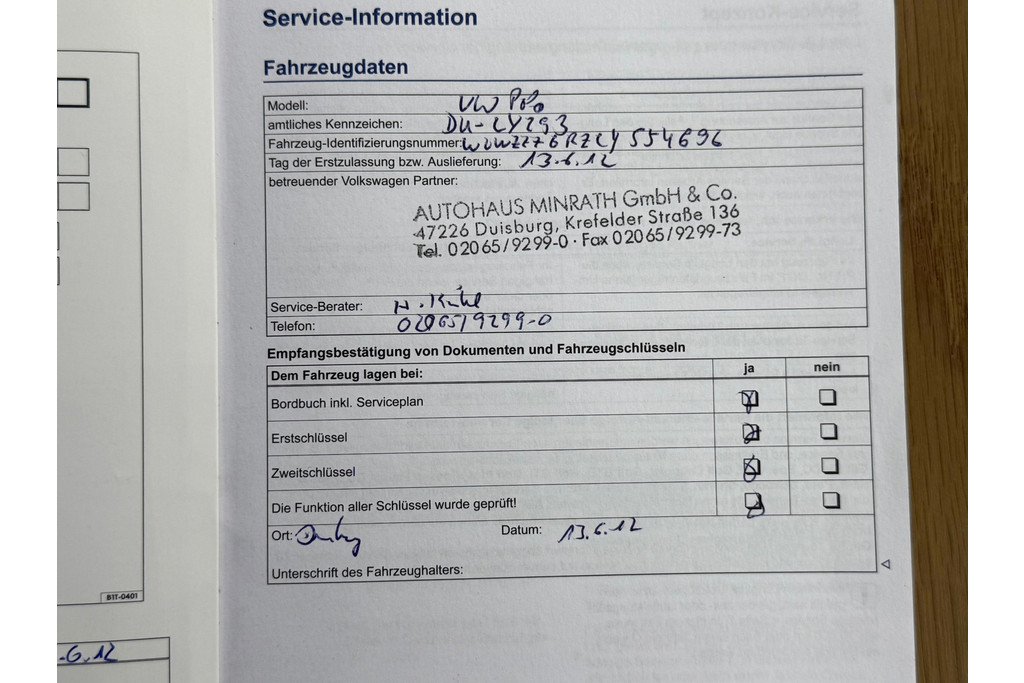 Service-Information
Fahrzeugdaten
Modell: VW Polo
amtliches Kennzeichen: DU-LY293
Fahrzeug-Identifizierungsnummer: WVWZZZ6RZCY554696
Tag der Erstzulassung bzw. Auslieferung: 13.6.12
betreuender Volkswagen Partner:
AUTOHAUS MINRATH GmbH & Co.
47226 Duisburg, Krefelder Straße 136
Tel. 02065/9299-0 · Fax 02065/9299-73
Service-Berater:
Telefon: 02065/9299-0
Empfangsbestätigung von Dokumenten und Fahrzeugschlüsseln
Dem Fahrzeug lagen bei: ja nein
Bordbuch inkl. Serviceplan
Erstschlüssel
Zweitschlüssel
Die Funktion aller Schlüssel wurde geprüft!
Ort: Datum: 13.6.12
Unterschrift des Fahrzeughalters:
B1T-0401
.6.12